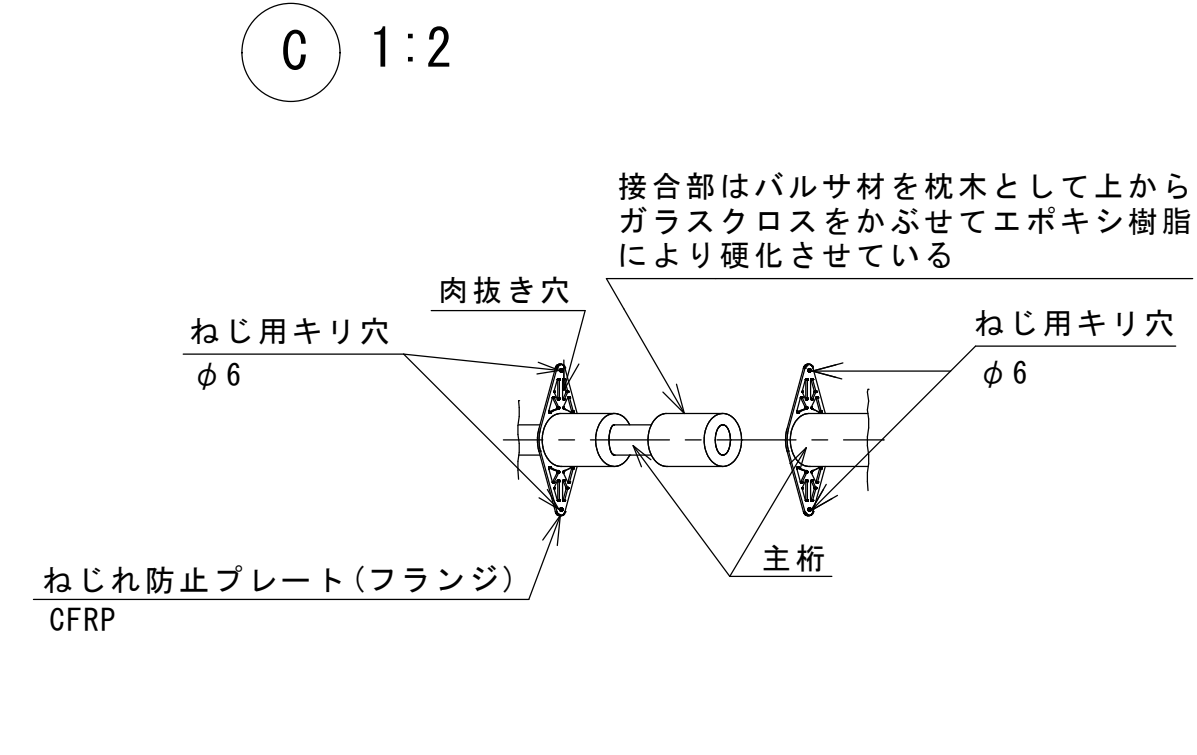 C 1:2
接合部はバルサ材を枕木として上から
ガラスクロスをかぶせてエポキシ樹脂
により硬化させている
肉抜き穴
ねじ用キリ穴
φ6
ねじ用キリ穴
φ6
主桁
ねじれ防止プレート(フランジ)
CFRP